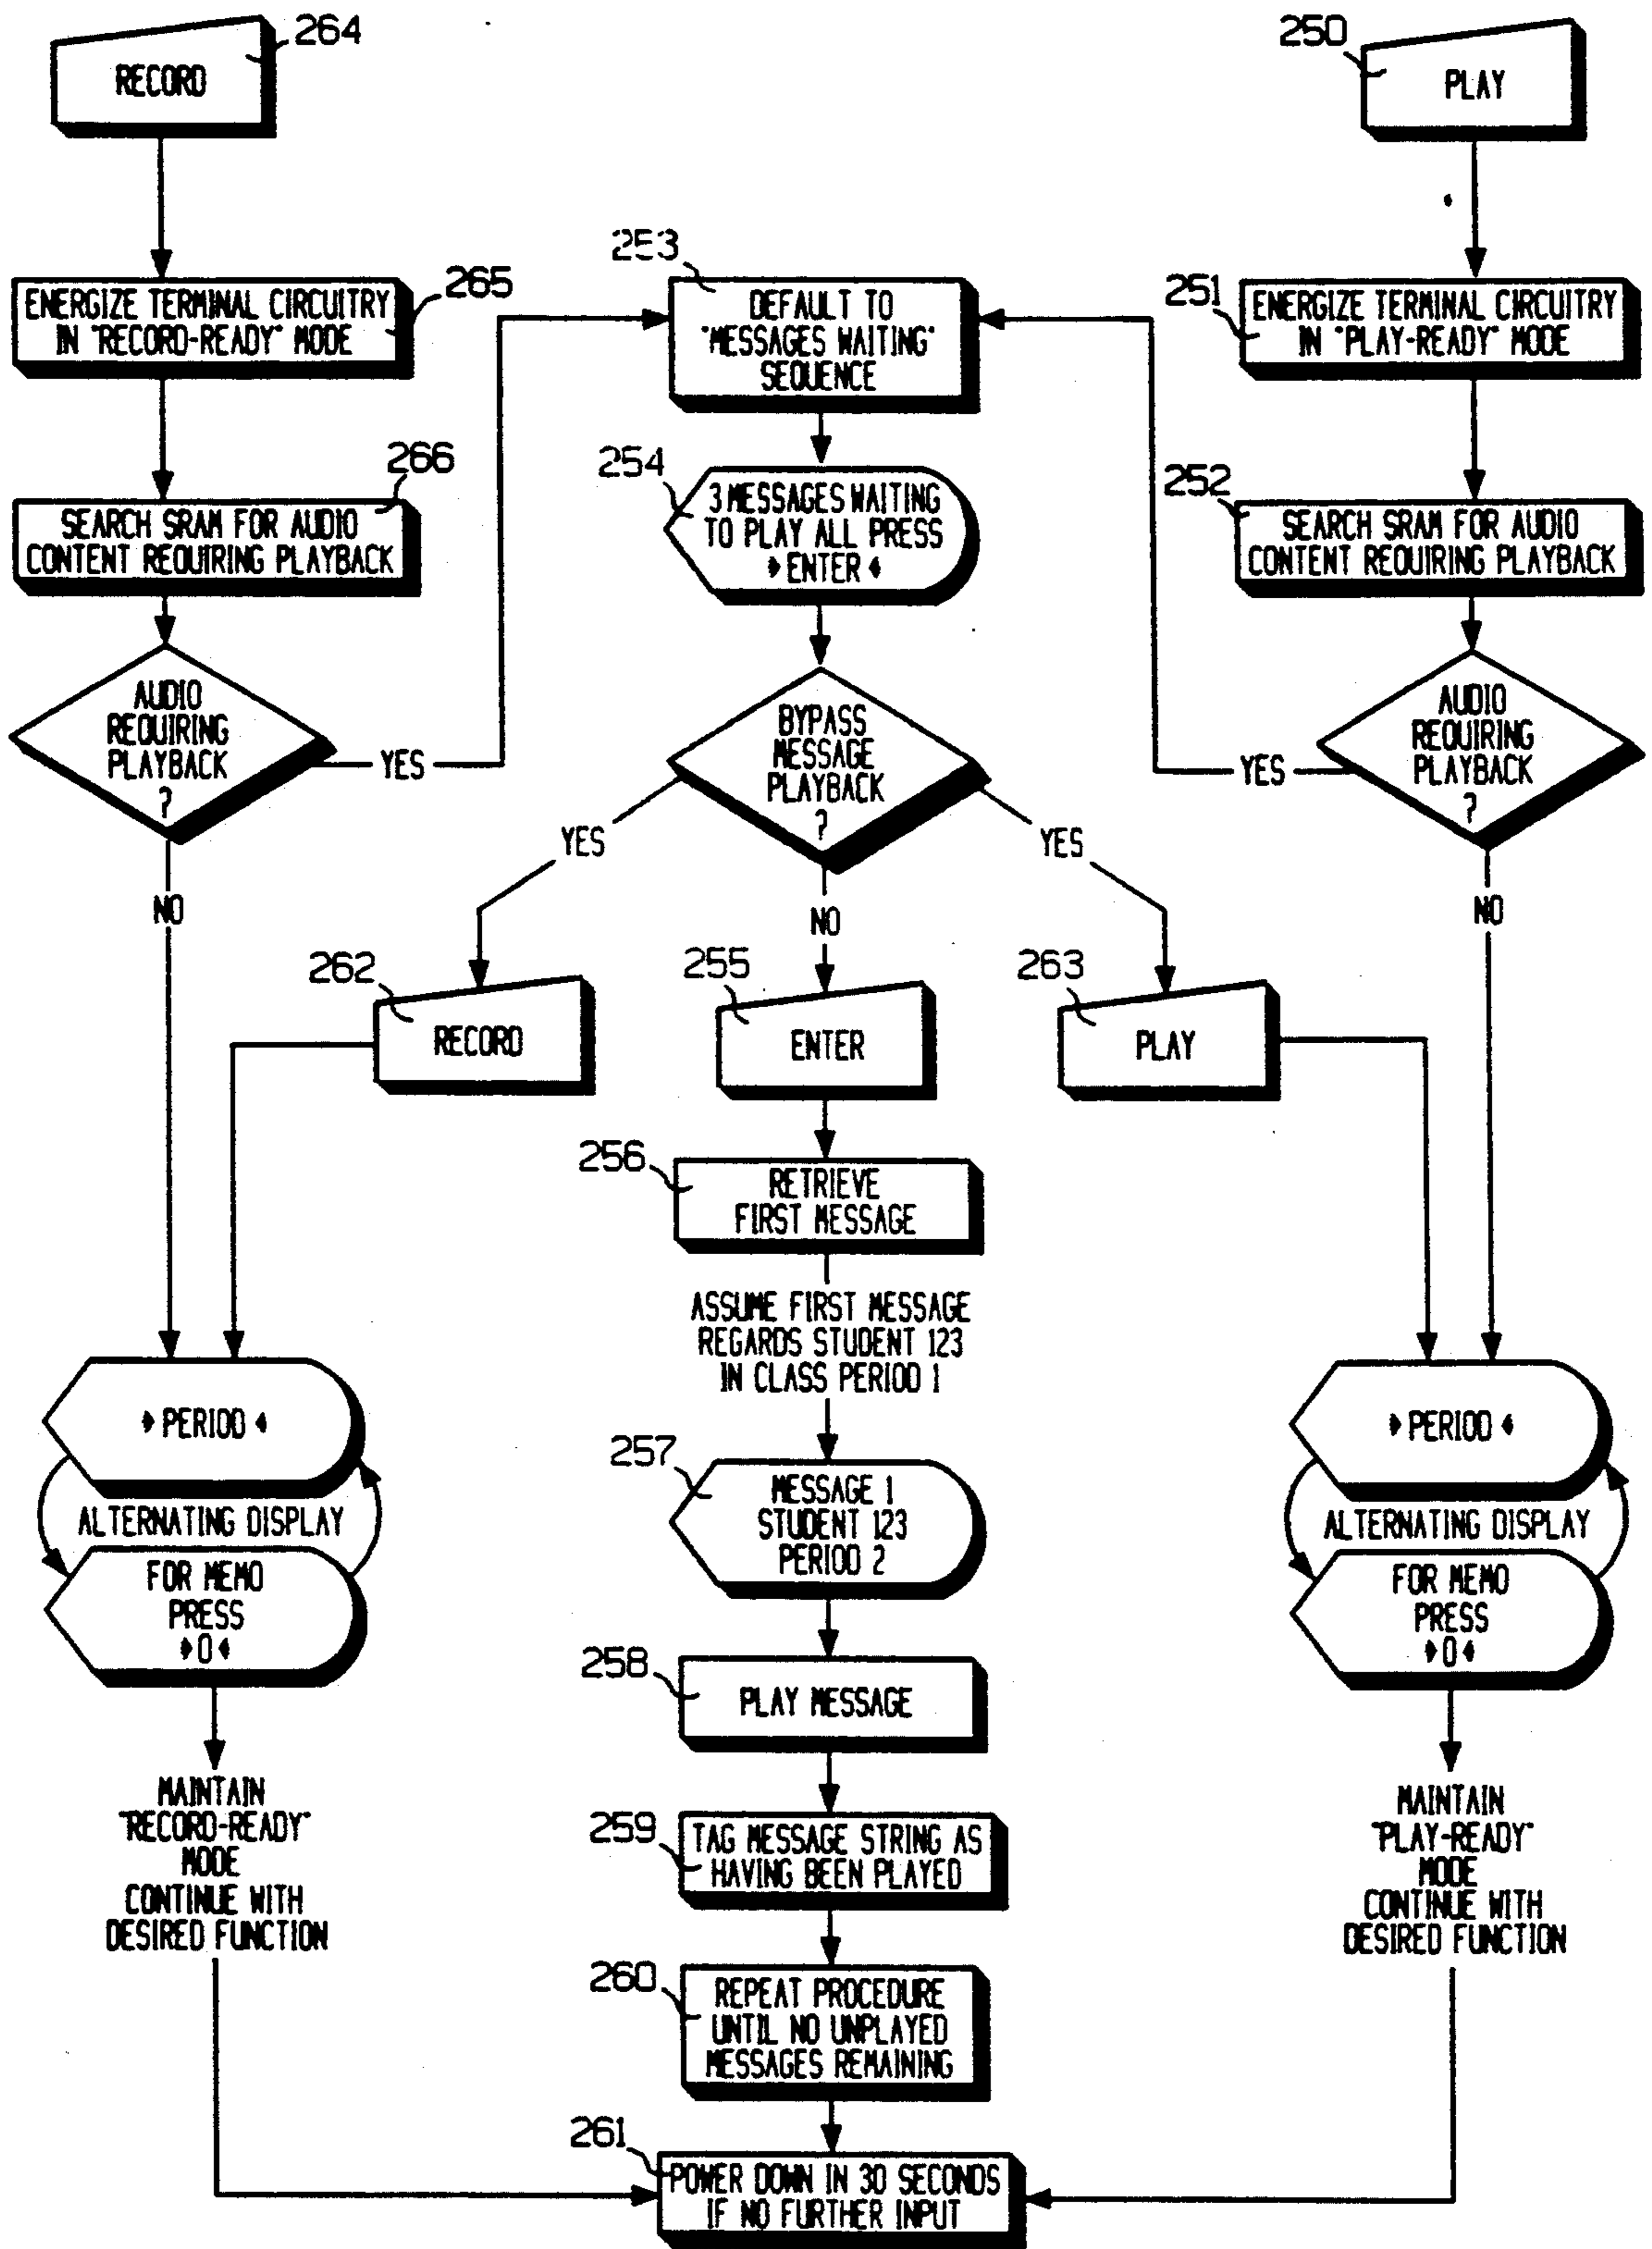 264
RECORD
250
PLAY
265
ENERGIZE TERMINAL CIRCUITRY
IN "RECORD-READY" MODE
253
DEFAULT TO
"MESSAGES WAITING"
SEQUENCE
251
ENERGIZE TERMINAL CIRCUITRY
IN "PLAY-READY" MODE
266
SEARCH SRAM FOR AUDIO
CONTENT REQUIRING PLAYBACK
254
3 MESSAGES WAITING
TO PLAY ALL PRESS
▸ENTER◂
252
SEARCH SRAM FOR AUDIO
CONTENT REQUIRING PLAYBACK
AUDIO
REQUIRING
PLAYBACK
?
YES
NO
BYPASS
MESSAGE
PLAYBACK
?
YES
NO
YES
AUDIO
REQUIRING
PLAYBACK
?
YES
NO
262
RECORD
255
ENTER
263
PLAY
256
RETRIEVE
FIRST MESSAGE
ASSUME FIRST MESSAGE
REGARDS STUDENT 123
IN CLASS PERIOD 1
▸PERIOD◂
ALTERNATING DISPLAY
FOR MEMO
PRESS
▸0◂
257
MESSAGE 1
STUDENT 123
PERIOD 2
▸PERIOD◂
ALTERNATING DISPLAY
FOR MEMO
PRESS
▸0◂
258
PLAY MESSAGE
MAINTAIN
"RECORD-READY"
MODE
CONTINUE WITH
DESIRED FUNCTION
259
TAG MESSAGE STRING AS
HAVING BEEN PLAYED
MAINTAIN
"PLAY-READY"
MODE
CONTINUE WITH
DESIRED FUNCTION
260
REPEAT PROCEDURE
UNTIL NO UNPLAYED
MESSAGES REMAINING
261
POWER DOWN IN 30 SECONDS
IF NO FURTHER INPUT